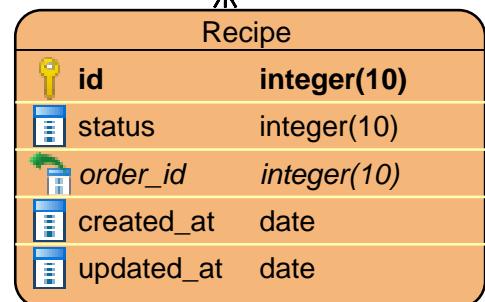 Recipe
id integer(10)
status integer(10)
order_id integer(10)
created_at date
updated_at date